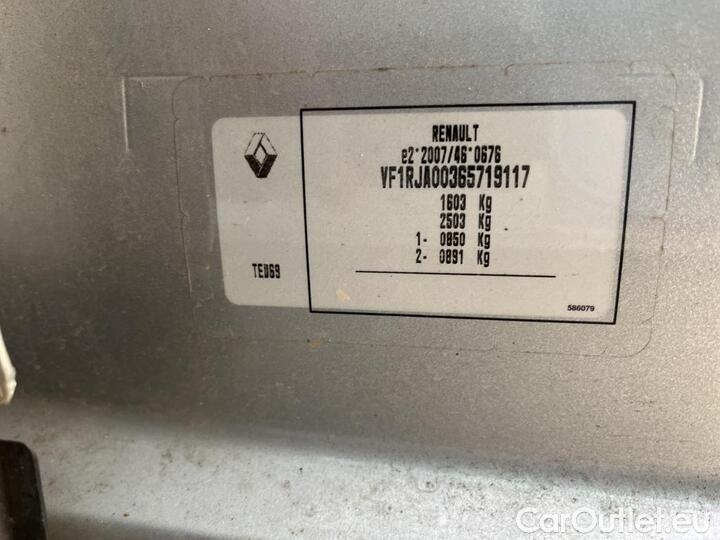 RENAULT
e2*2007/46*0676
VF1RJA00365719117
1603 Kg
2503 Kg
1- 0850 Kg
2- 0891 Kg
TED69
586079
CarOutlet.eu